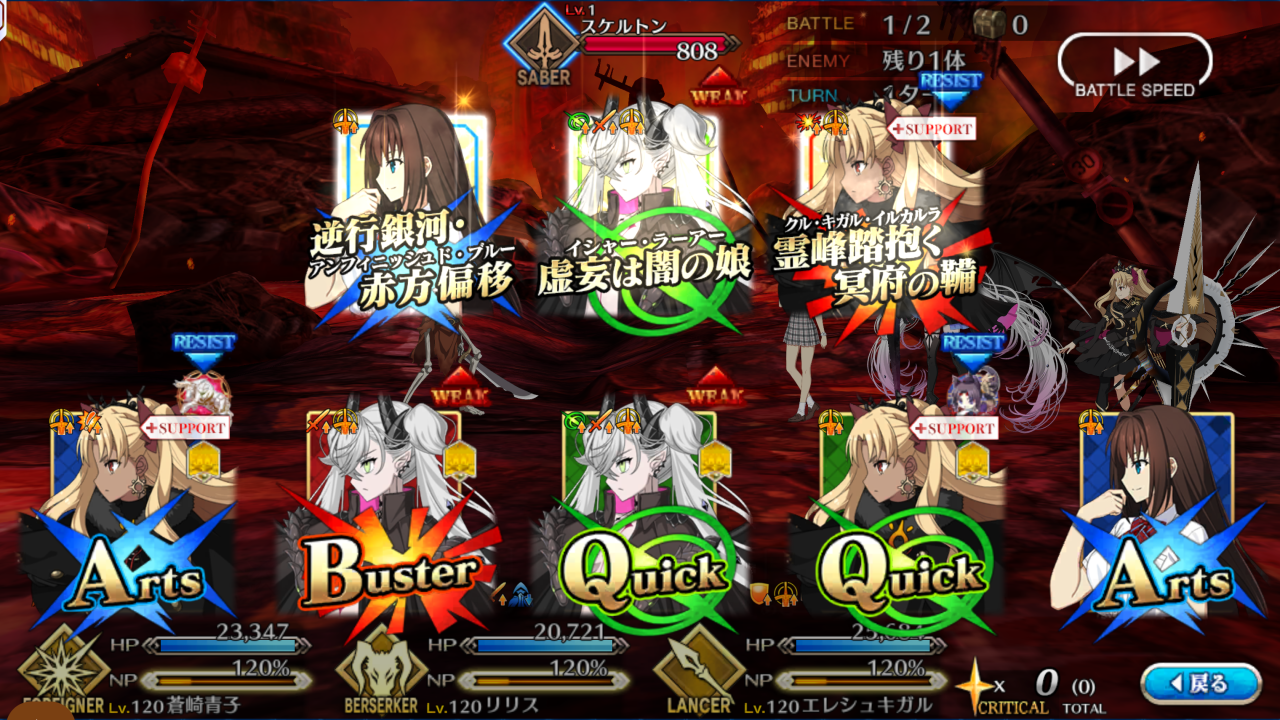 Lv.1
スケルトン
808
SABER
WEAK
BATTLE 1/2
0
ENEMY 残り1体
TURN
RESIST
BATTLE SPEED
逆行銀河・
アンフィニッシュド・ブルー
赤方偏移
イシャー・ラーアー
虚妄は闇の娘
+SUPPORT
クル・キガル・イルカルラ
霊峰踏抱く
冥府の鞴
30
RESIST
+SUPPORT
Arts
WEAK
Buster
WEAK
Quick
RESIST
+SUPPORT
Quick
Arts
HP 23,347
NP 120%
FOREIGNER Lv.120 蒼崎青子
HP 20,721
NP 120%
BERSERKER Lv.120 リリス
HP
NP 120%
LANCER Lv.120 エレシュキガル
x 0 (0)
CRITICAL TOTAL
戻る